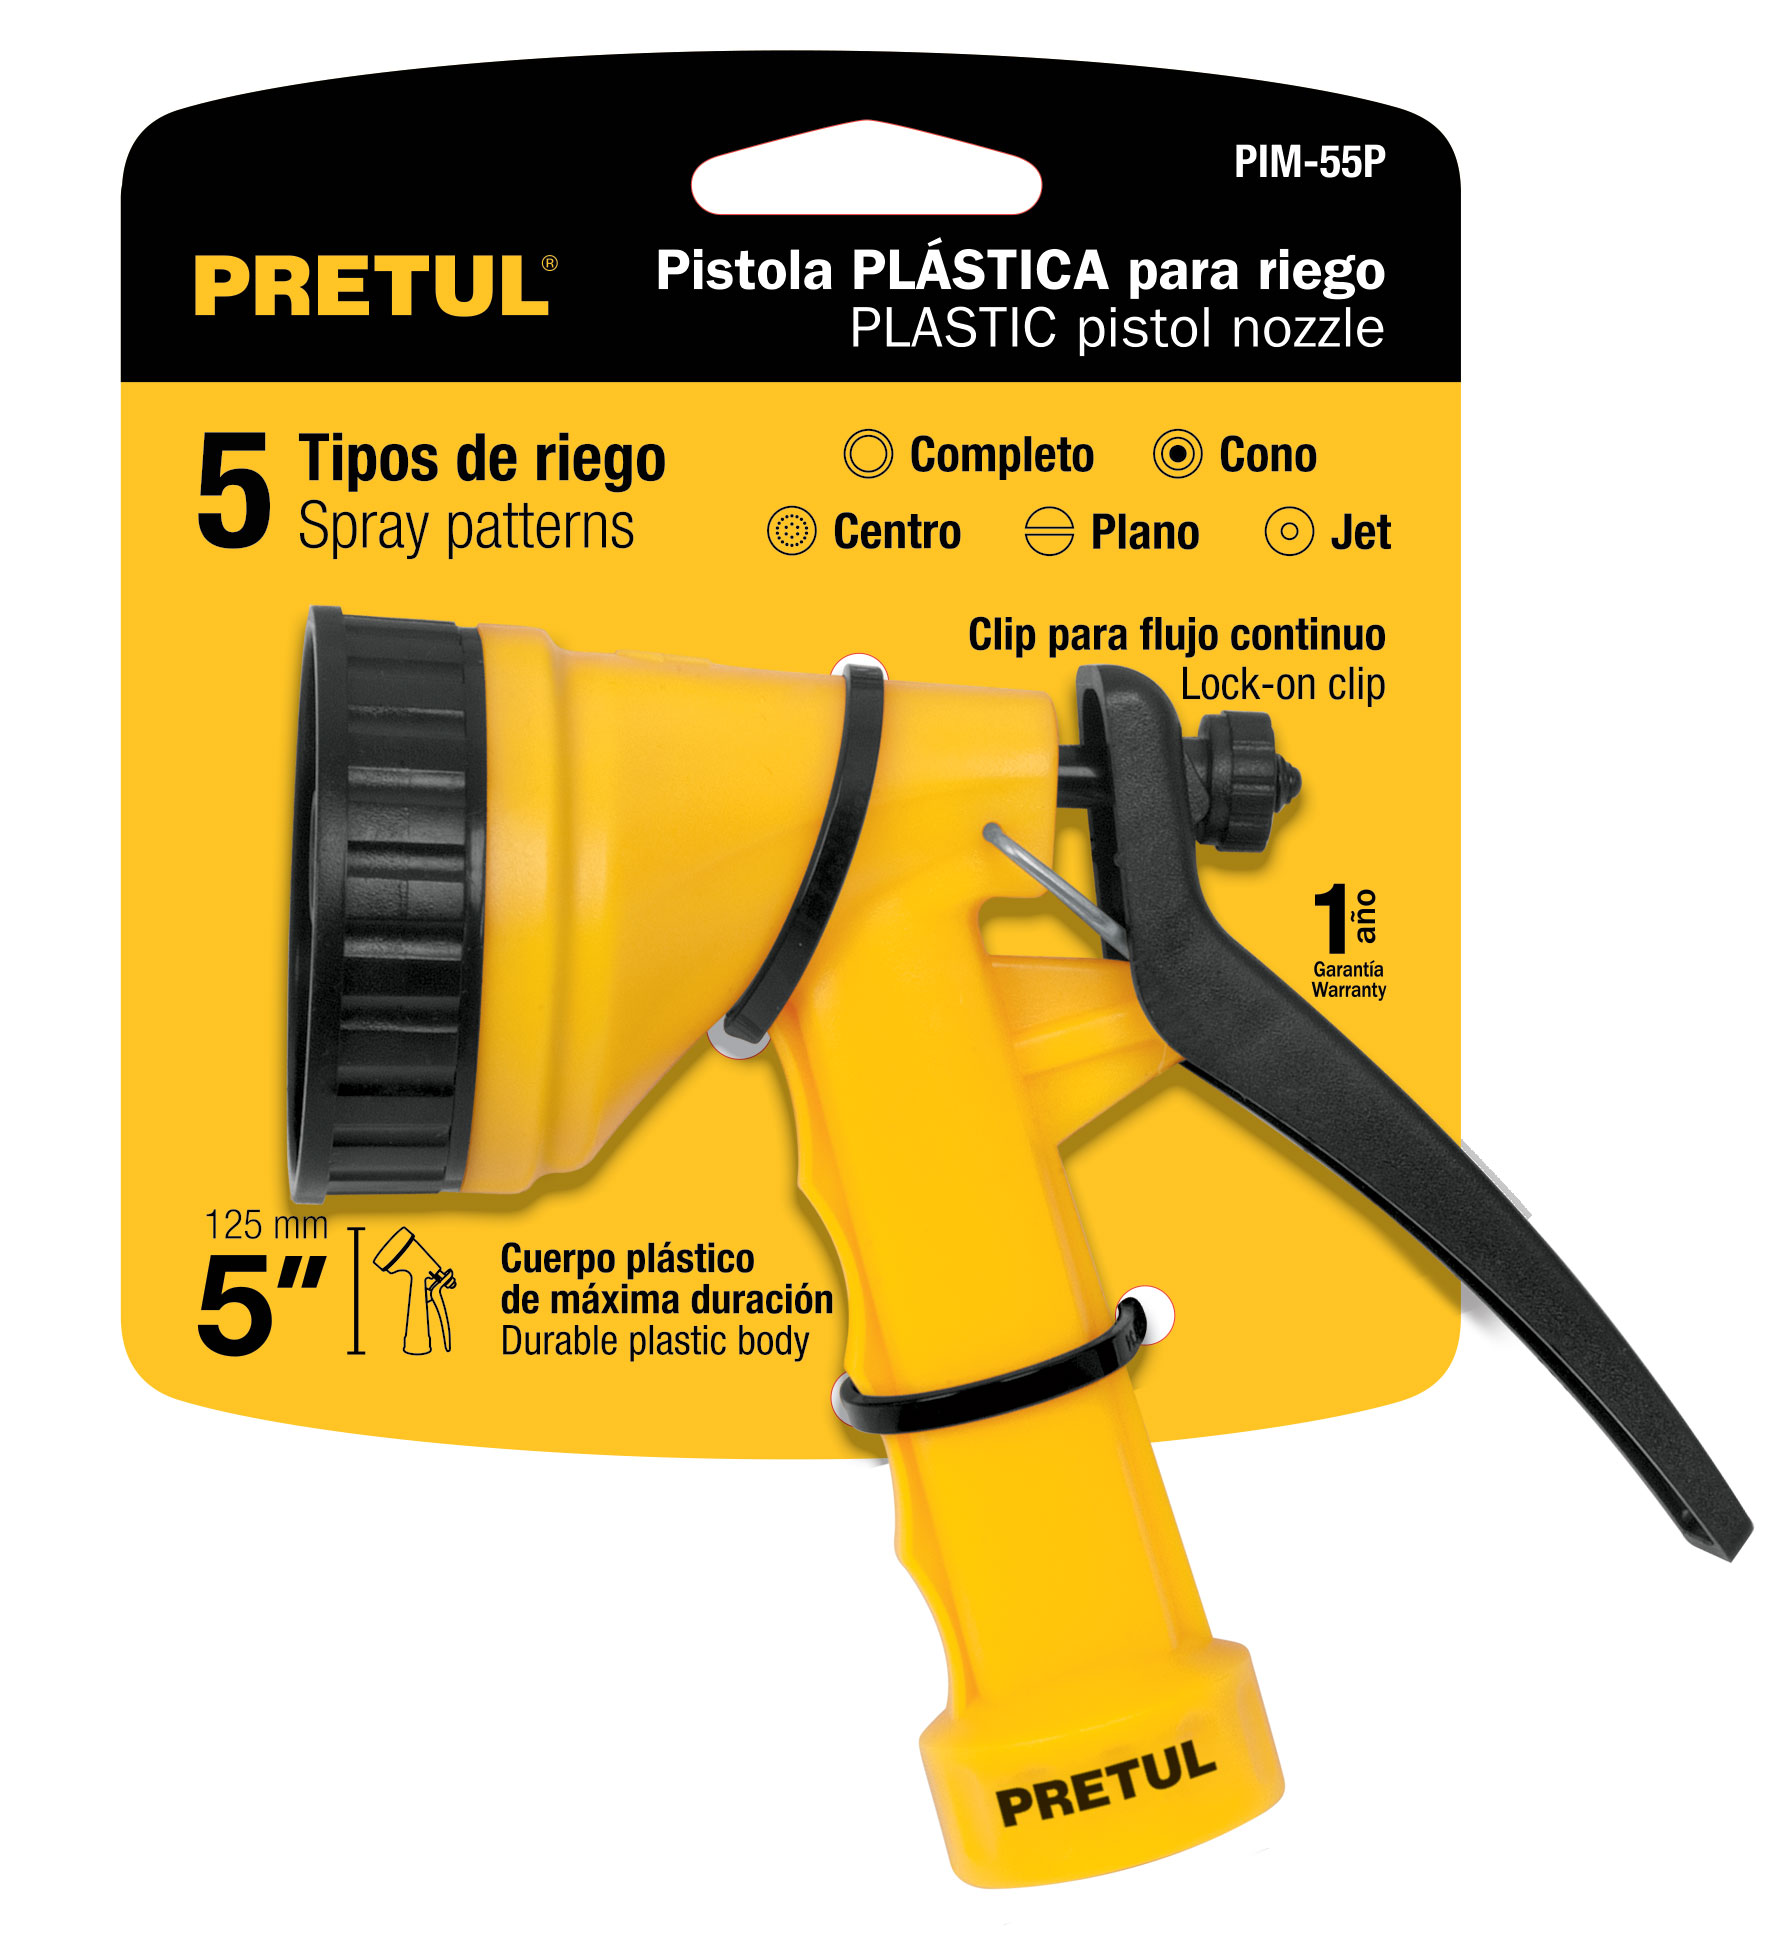 PIM-55P
PRETUL®
Pistola PLÁSTICA para riego
PLASTIC pistol nozzle
5 Tipos de riego
Spray patterns
Completo
Cono
Centro
Plano
Jet
Clip para flujo continuo
Lock-on clip
1 año
Garantía
Warranty
125 mm
5"
Cuerpo plástico
de máxima duración
Durable plastic body
PRETUL